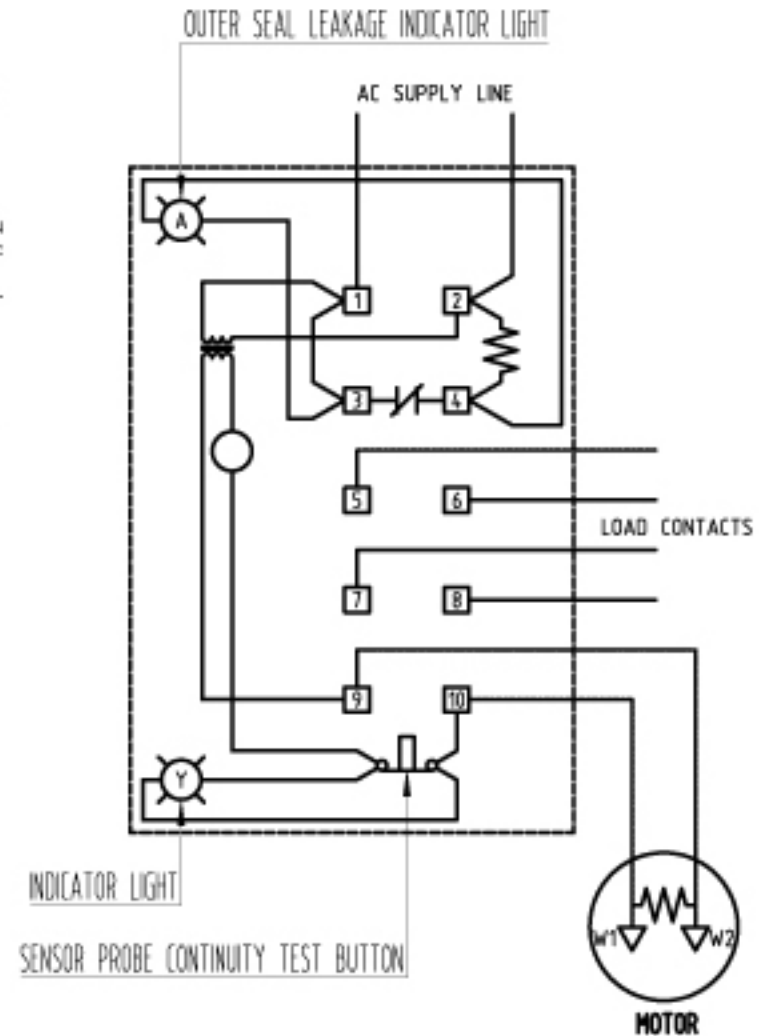 OUTER SEAL LEAKAGE INDICATOR LIGHT
AC SUPPLY LINE
A
1
2
3
4
5
6
LOAD CONTACTS
7
8
9
10
Y
INDICATOR LIGHT
SENSOR PROBE CONTINUITY TEST BUTTON
W1
W2
MOTOR